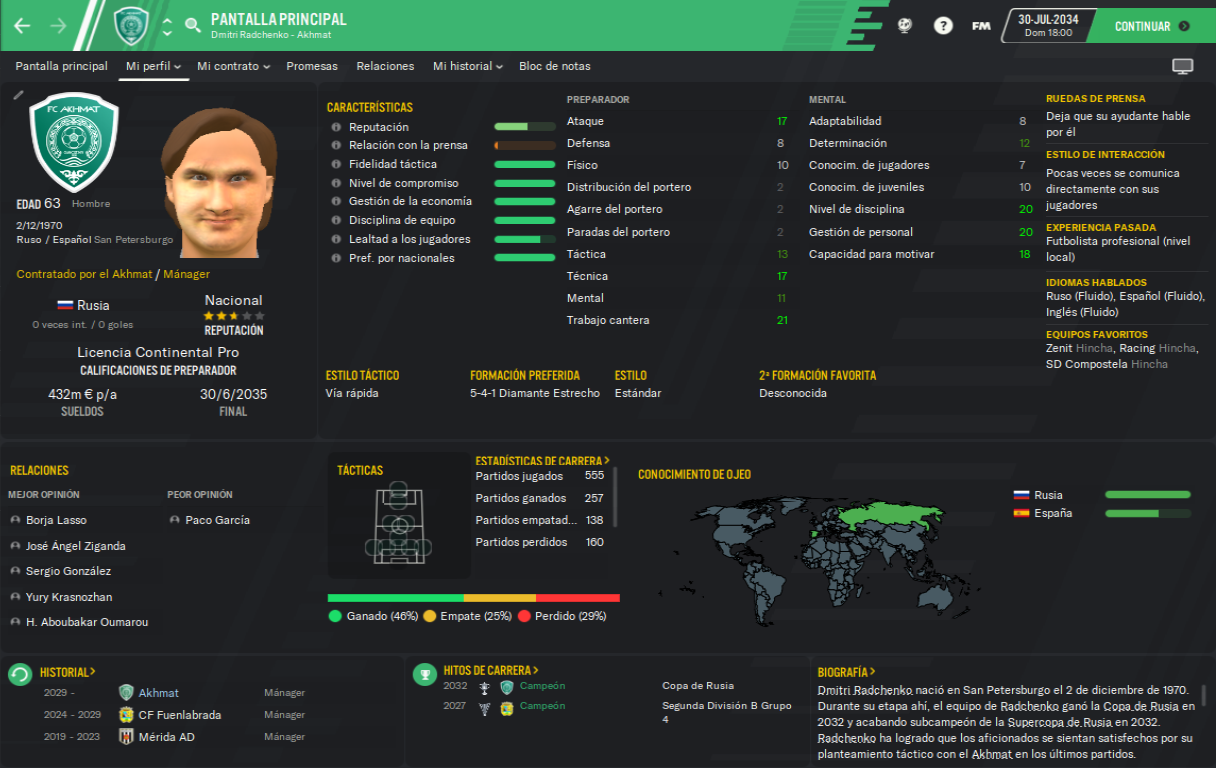 PANTALLA PRINCIPAL
Dmitri Radchenko - Akhmat
?
FM
30-JUL-2034
Dom 18:00
CONTINUAR
Pantalla principal
Mi perfil
Mi contrato
Promesas
Relaciones
Mi historial
Bloc de notas
FC AKHMAT
EDAD 63 Hombre
2/12/1970
Ruso / Español San Petersburgo
Contratado por el Akhmat / Mánager
Rusia
0 veces int. / 0 goles
Nacional
REPUTACIÓN
Licencia Continental Pro
CALIFICACIONES DE PREPARADOR
432m € p/a
SUELDOS
30/6/2035
FINAL
CARACTERÍSTICAS
Reputación
Relación con la prensa
Fidelidad táctica
Nivel de compromiso
Gestión de la economía
Disciplina de equipo
Lealtad a los jugadores
Pref. por nacionales
PREPARADOR
Ataque 17
Defensa 8
Físico 10
Distribución del portero 2
Agarre del portero 2
Paradas del portero 2
Táctica 13
Técnica 17
Mental 11
Trabajo cantera 21
MENTAL
Adaptabilidad 8
Determinación 12
Conocim. de jugadores 7
Conocim. de juveniles 10
Nivel de disciplina 20
Gestión de personal 20
Capacidad para motivar 18
RUEDAS DE PRENSA
Deja que su ayudante hable
por él
ESTILO DE INTERACCIÓN
Pocas veces se comunica
directamente con sus
jugadores
EXPERIENCIA PASADA
Futbolista profesional (nivel
local)
IDIOMAS HABLADOS
Ruso (Fluido), Español (Fluido),
Inglés (Fluido)
EQUIPOS FAVORITOS
Zenit Hincha, Racing Hincha,
SD Compostela Hincha
ESTILO TÁCTICO
Vía rápida
FORMACIÓN PREFERIDA
5-4-1 Diamante Estrecho
ESTILO
Estándar
2ª FORMACIÓN FAVORITA
Desconocida
RELACIONES
MEJOR OPINIÓN
Borja Lasso
José Ángel Ziganda
Sergio González
Yury Krasnozhan
H. Aboubakar Oumarou
PEOR OPINIÓN
Paco García
TÁCTICAS
ESTADÍSTICAS DE CARRERA >
Partidos jugados 555
Partidos ganados 257
Partidos empatad... 138
Partidos perdidos 160
Ganado (46%) Empate (25%) Perdido (29%)
CONOCIMIENTO DE OJEO
Rusia
España
HISTORIAL >
2029 - Akhmat Mánager
2024 - 2029 CF Fuenlabrada Mánager
2019 - 2023 Mérida AD Mánager
HITOS DE CARRERA >
2032 Campeón Copa de Rusia
2027 Campeón Segunda División B Grupo
4
BIOGRAFÍA >
Dmitri Radchenko nació en San Petersburgo el 2 de diciembre de 1970.
Durante su etapa ahí, el equipo de Radchenko ganó la Copa de Rusia en
2032 y acabando subcampeón de la Supercopa de Rusia en 2032.
Radchenko ha logrado que los aficionados se sientan satisfechos por su
planteamiento táctico con el Akhmat en los últimos partidos.